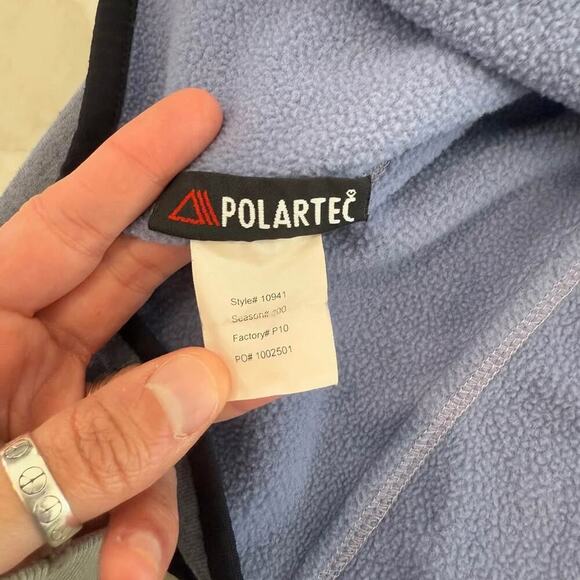 POLARTEC
Style# 10941
Season# 
Factory# P10
PO# 1002501